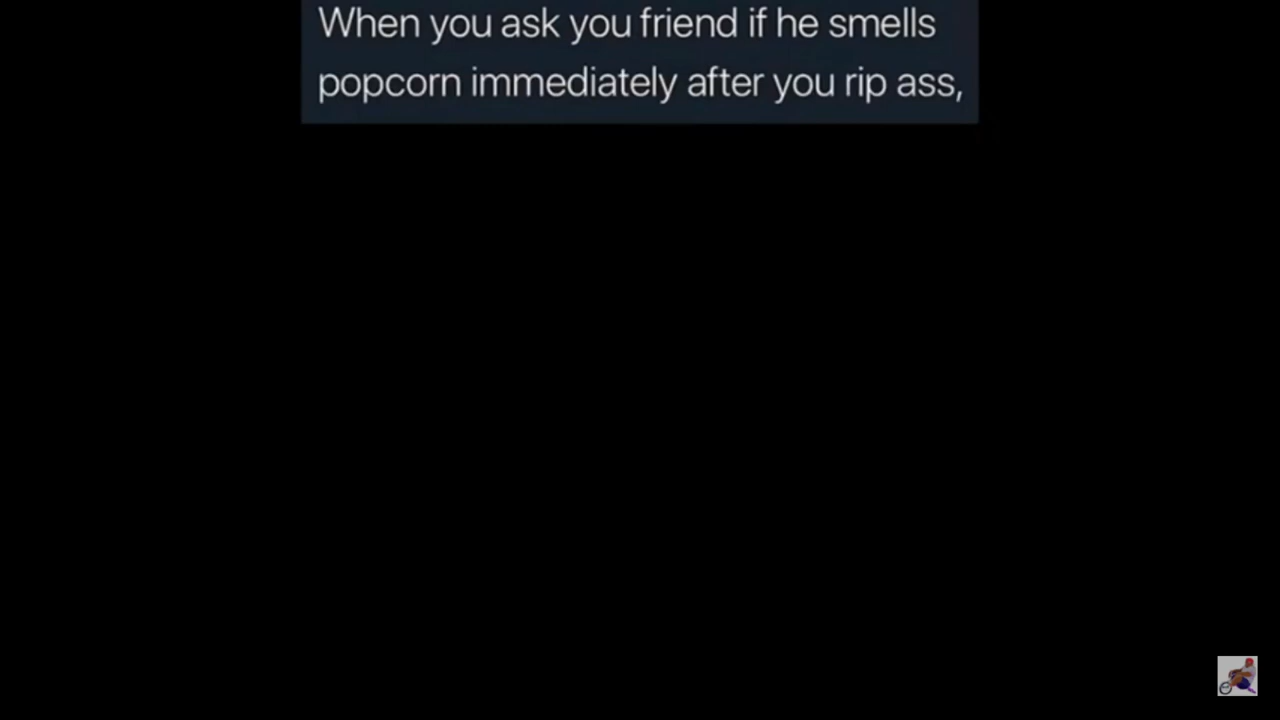 When you ask you friend if he smells
popcorn immediately after you rip ass,